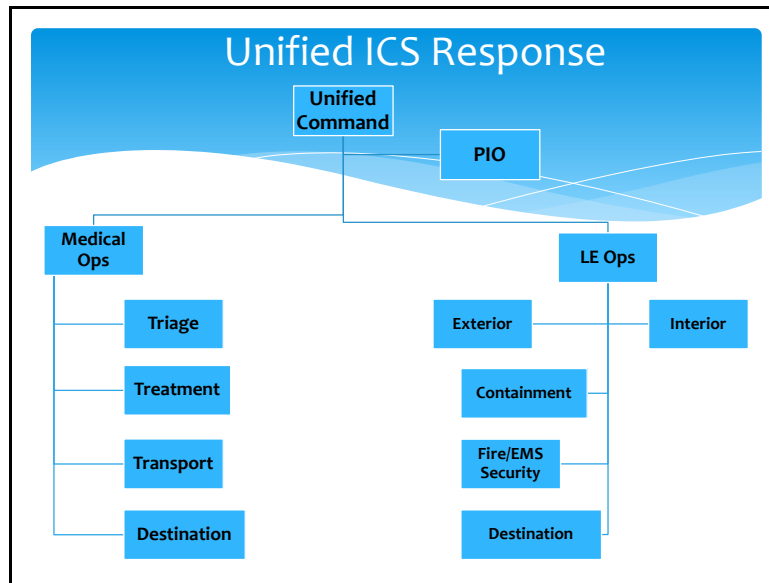 Unified ICS Response
Unified
Command
PIO
Medical
Ops
LE Ops
Triage
Exterior
Interior
Treatment
Containment
Transport
Fire/EMS
Security
Destination
Destination